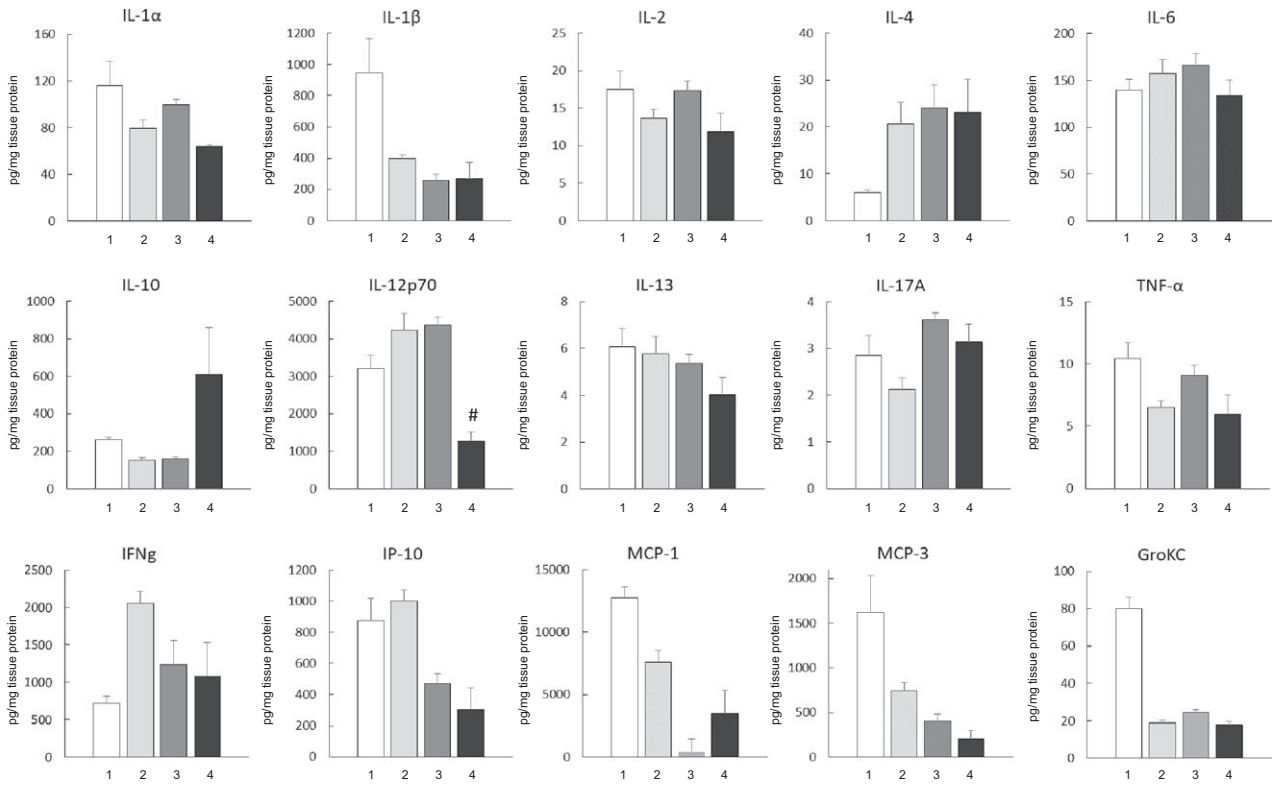 IL-1α
IL-1β
IL-2
IL-4
IL-6
pg/mg tissue protein
160
120
80
40
0
1 2 3 4
pg/mg tissue protein
1200
1000
800
600
400
200
0
1 2 3 4
pg/mg tissue protein
25
20
15
10
5
0
1 2 3 4
pg/mg tissue protein
40
30
20
10
0
1 2 3 4
pg/mg tissue protein
200
150
100
50
0
1 2 3 4
IL-10
IL-12p70
IL-13
IL-17A
TNF-α
pg/mg tissue protein
1000
800
600
400
200
0
1 2 3 4
pg/mg tissue protein
5000
4000
3000
2000
1000
0
#
1 2 3 4
pg/mg tissue protein
8
6
4
2
0
1 2 3 4
pg/mg tissue protein
4
3
2
1
0
1 2 3 4
pg/mg tissue protein
15
10
5
0
1 2 3 4
IFNg
IP-10
MCP-1
MCP-3
GroKC
pg/mg tissue protein
2500
2000
1500
1000
500
0
1 2 3 4
pg/mg tissue protein
1200
1000
800
600
400
200
0
1 2 3 4
pg/mg tissue protein
15000
10000
5000
0
1 2 3 4
pg/mg tissue protein
2000
1500
1000
500
0
1 2 3 4
pg/mg tissue protein
100
80
60
40
20
0
1 2 3 4